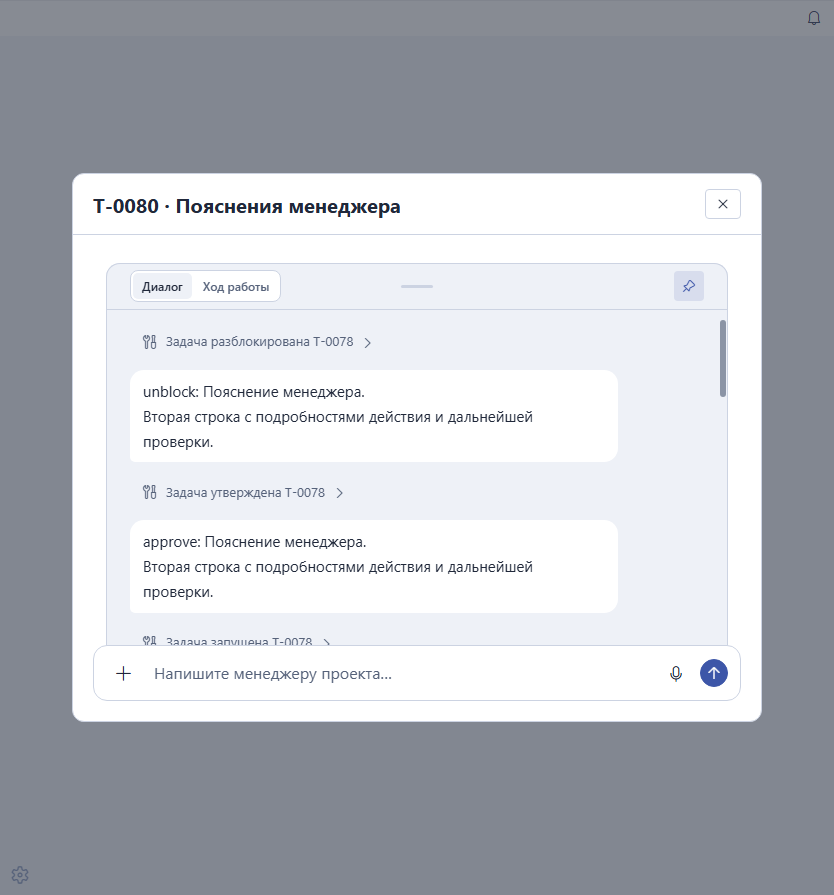 T-0080 · Пояснения менеджера
Диалог
Ход работы
Задача разблокирована T-0078
unblock: Пояснение менеджера.
Вторая строка с подробностями действия и дальнейшей
проверки.
Задача утверждена T-0078
approve: Пояснение менеджера.
Вторая строка с подробностями действия и дальнейшей
проверки.
Задача запущена T-0078
Напишите менеджеру проекта...